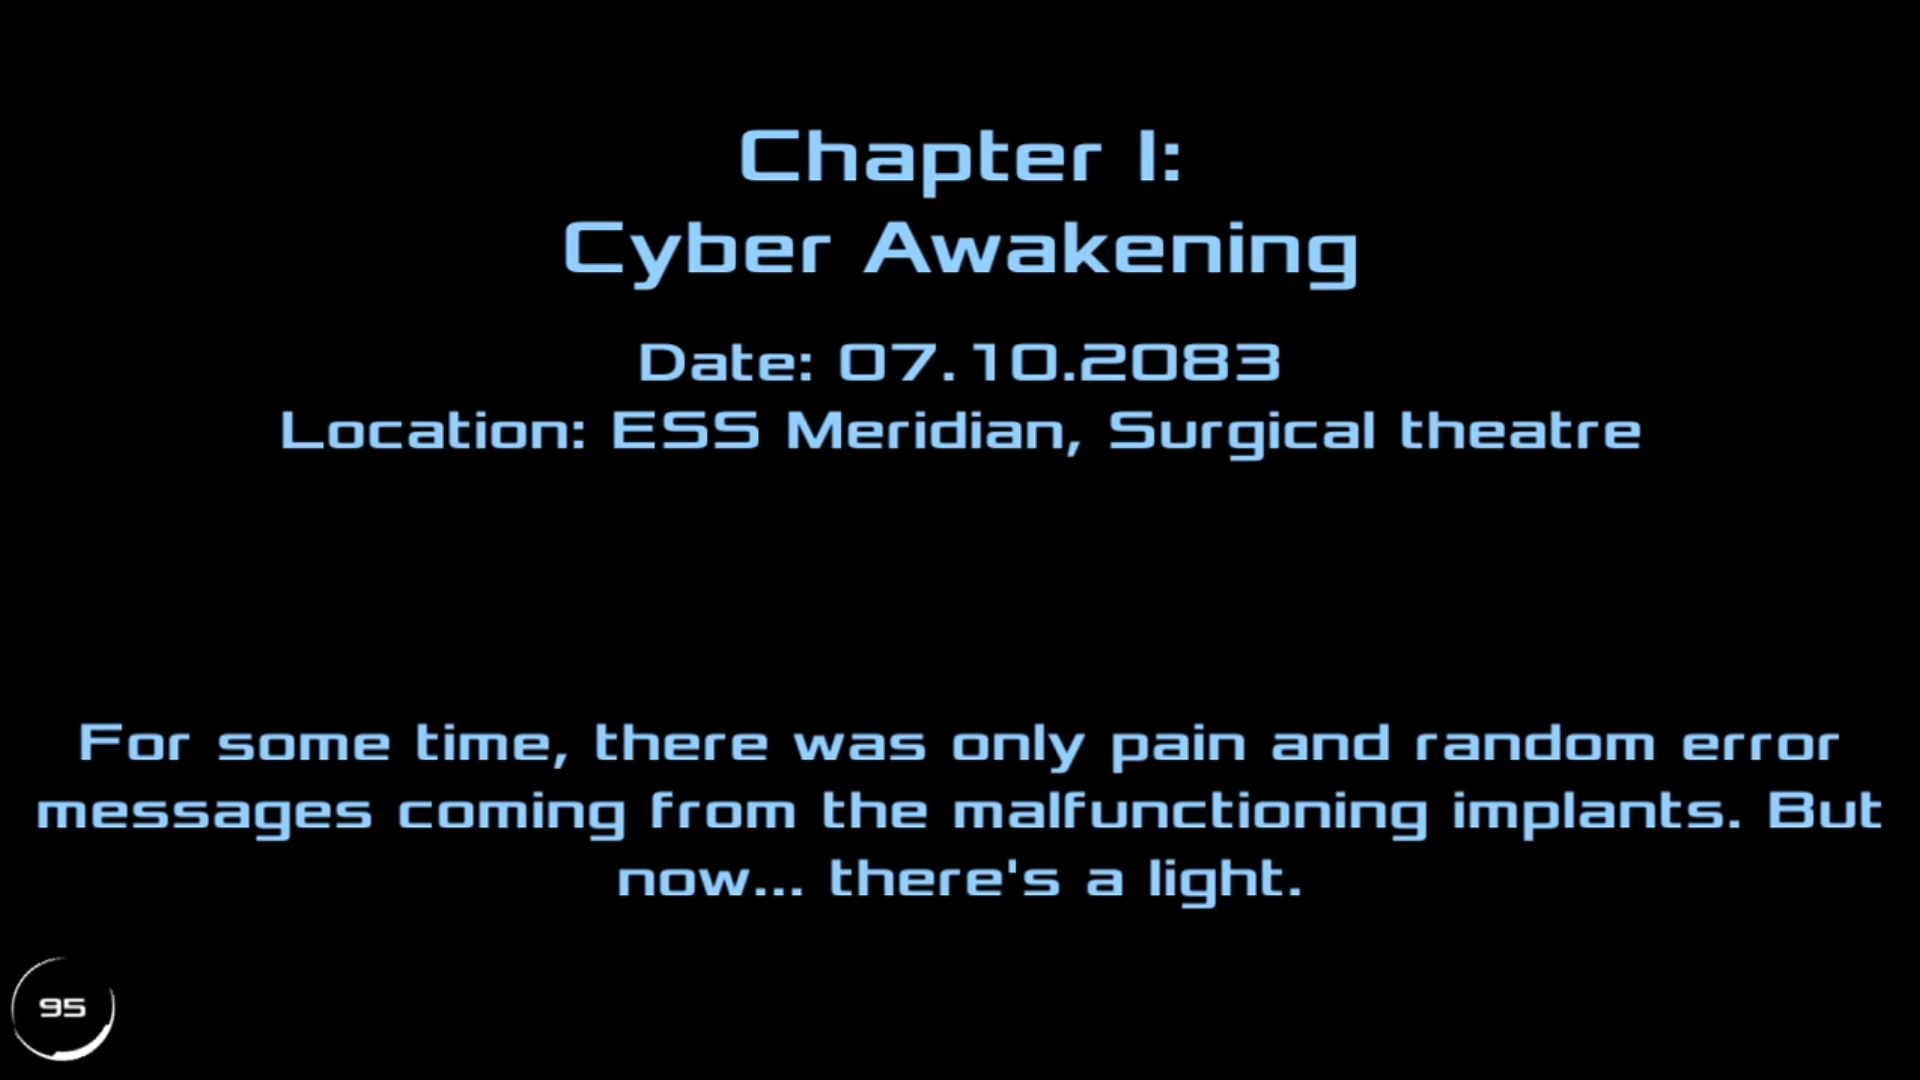 Chapter I:
Cyber Awakening
Date: 07.10.2083
Location: ESS Meridian, Surgical theatre
For some time, there was only pain and random error
messages coming from the malfunctioning implants. But
now... there's a light.
95